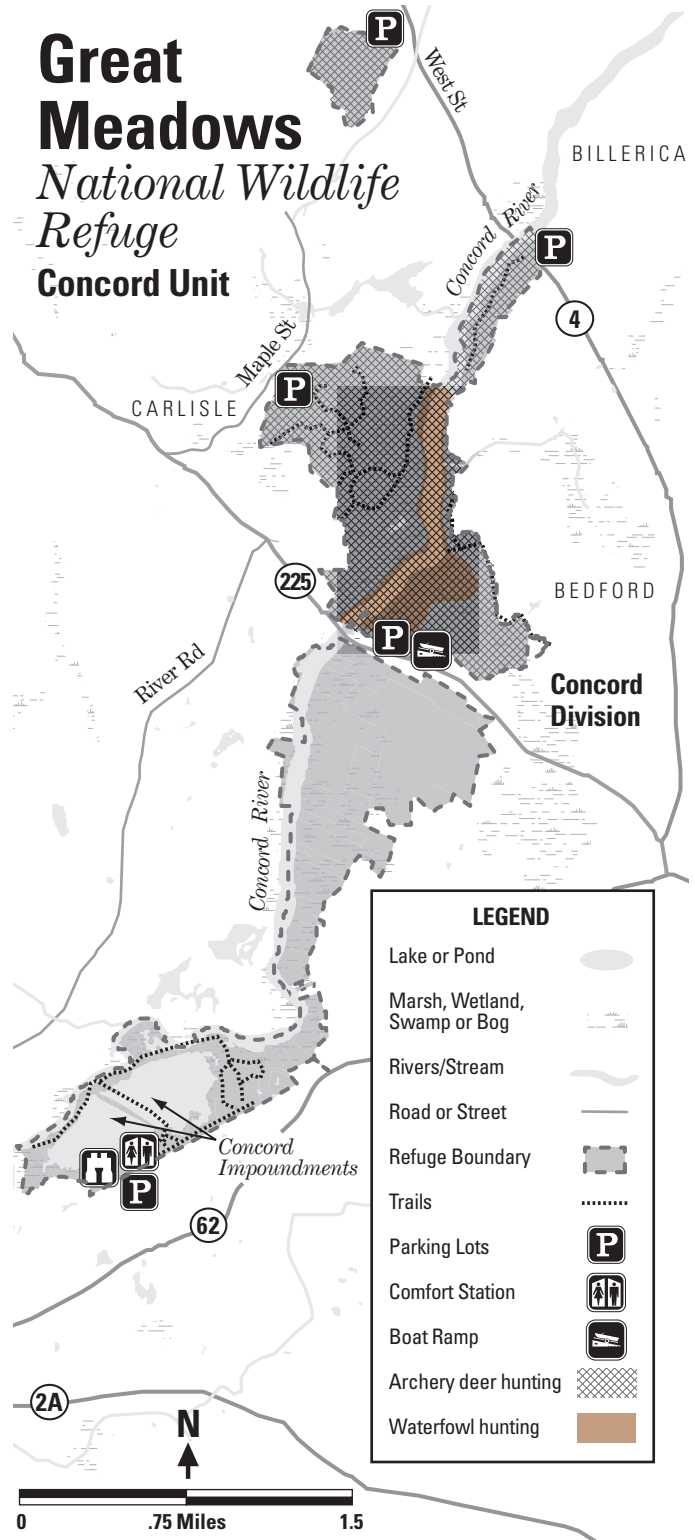 Great
Meadows
National Wildlife
Refuge
Concord Unit
P
West St
BILLERICA
Concord River
P
4
Maple St
P
CARLISLE
225
BEDFORD
P
River Rd
Concord
Division
Concord River
LEGEND
Lake or Pond
Marsh, Wetland,
Swamp or Bog
Rivers/Stream
Road or Street
Refuge Boundary
Trails
Parking Lots P
Comfort Station
Boat Ramp
Archery deer hunting
Waterfowl hunting
Concord
Impoundments
P
62
2A
N
0 .75 Miles 1.5